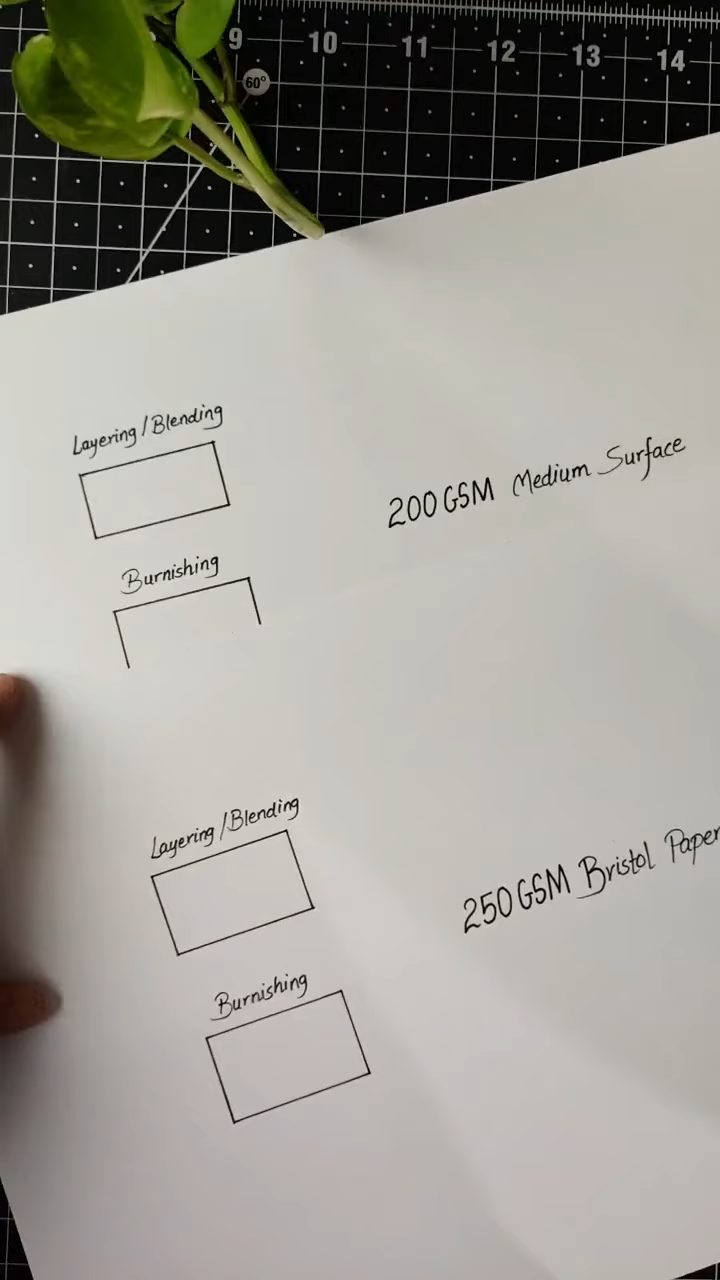 9 10 11 12 13 14
60°
Layering/Blending
200 GSM Medium Surface
Burnishing
Layering/Blending
250 GSM Bristol Paper
Burnishing